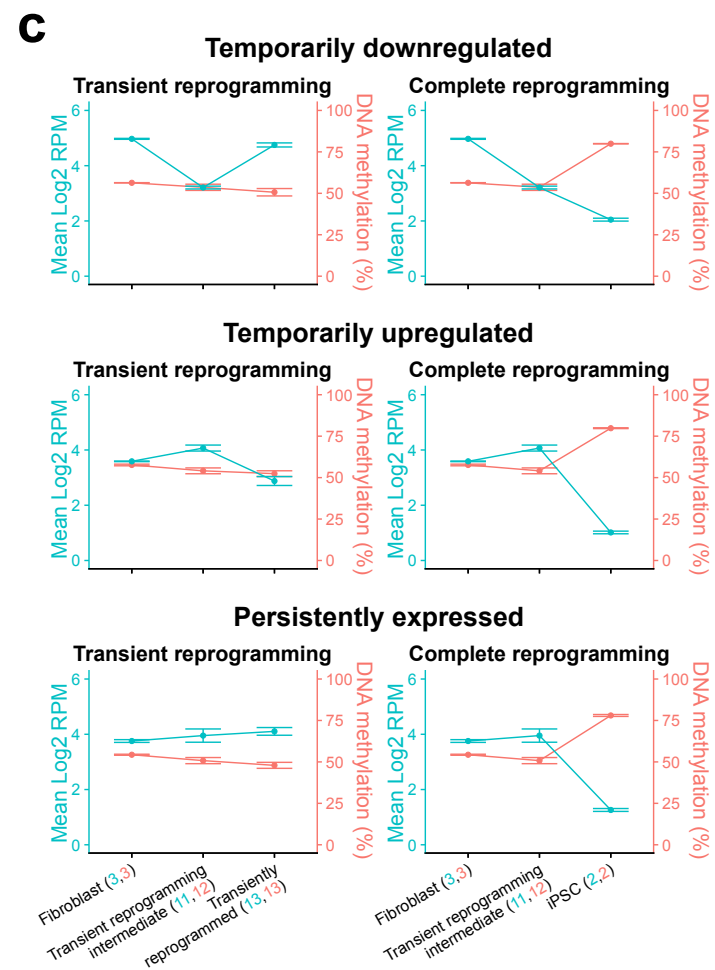 C
Temporarily downregulated
Transient reprogramming
Complete reprogramming
Mean Log2 RPM
6
4
2
0
100
75
50
25
0
DNA methylation (%)
Mean Log2 RPM
6
4
2
0
100
75
50
25
0
DNA methylation (%)
Temporarily upregulated
Transient reprogramming
Complete reprogramming
Mean Log2 RPM
6
4
2
0
100
75
50
25
0
DNA methylation (%)
Mean Log2 RPM
6
4
2
0
100
75
50
25
0
DNA methylation (%)
Persistently expressed
Transient reprogramming
Complete reprogramming
Mean Log2 RPM
6
4
2
0
100
75
50
25
0
DNA methylation (%)
Mean Log2 RPM
6
4
2
0
100
75
50
25
0
DNA methylation (%)
Fibroblast (3,3)
Transient reprogramming
intermediate (11,12)
Transiently
reprogrammed (13,13)
Fibroblast (3,3)
Transient reprogramming
intermediate (11,12)
iPSC (2,2)